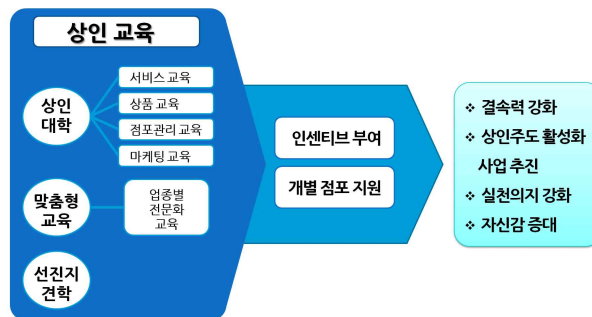 상인 교육
상인
대학
서비스 교육
상품 교육
점포관리 교육
마케팅 교육
맞춤형
교육
업종별
전문화
교육
선진지
견학
인센티브 부여
개별 점포 지원
❖ 결속력 강화
❖ 상인주도 활성화
사업 추진
❖ 실천의지 강화
❖ 자신감 증대